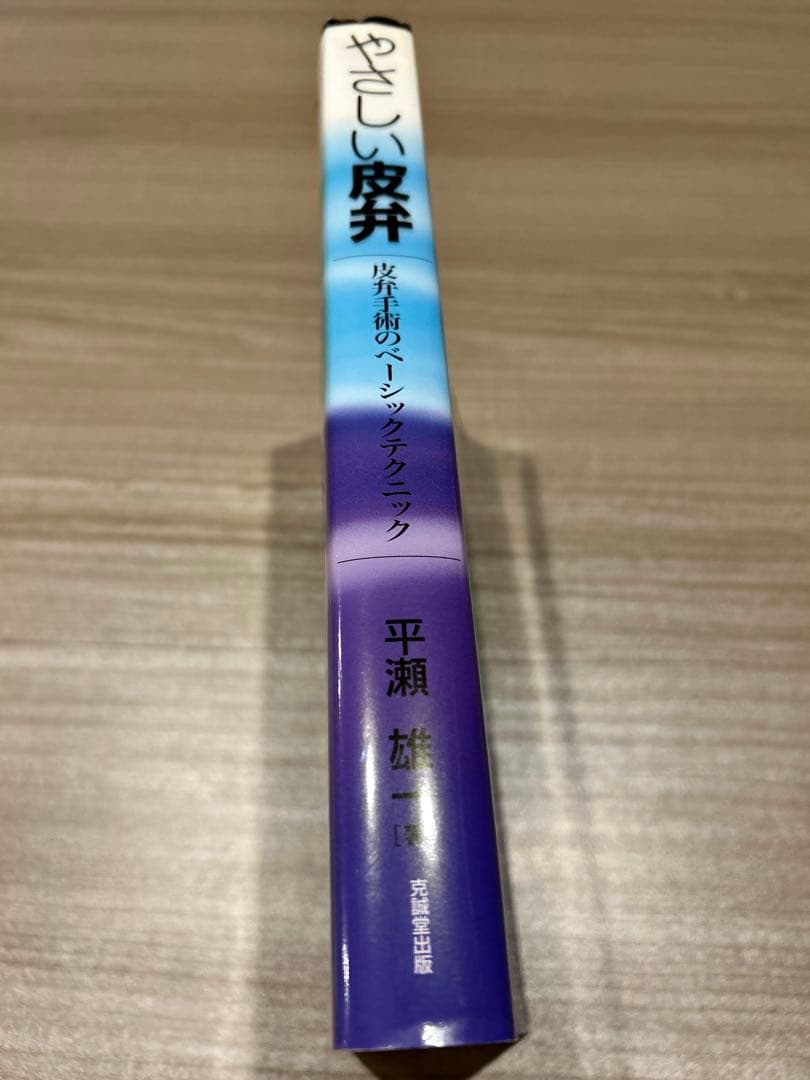 やさしい皮弁
皮弁手術のベーシックテクニック
平瀬 雄一
[著]
克誠堂出版